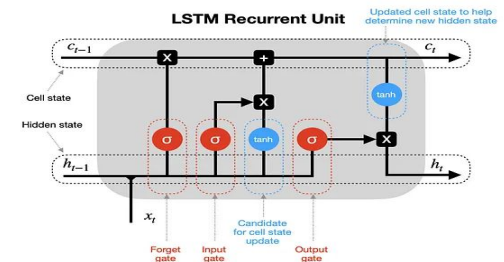 LSTM Recurrent Unit
Updated cell state to help
determine new hidden state
c_{t-1}
c_t
x
+
Cell state
x
tanh
Hidden state
σ
σ
tanh
σ
x
h_{t-1}
h_t
x_t
Candidate
for cell state
update
Forget
gate
Input
gate
Output
gate